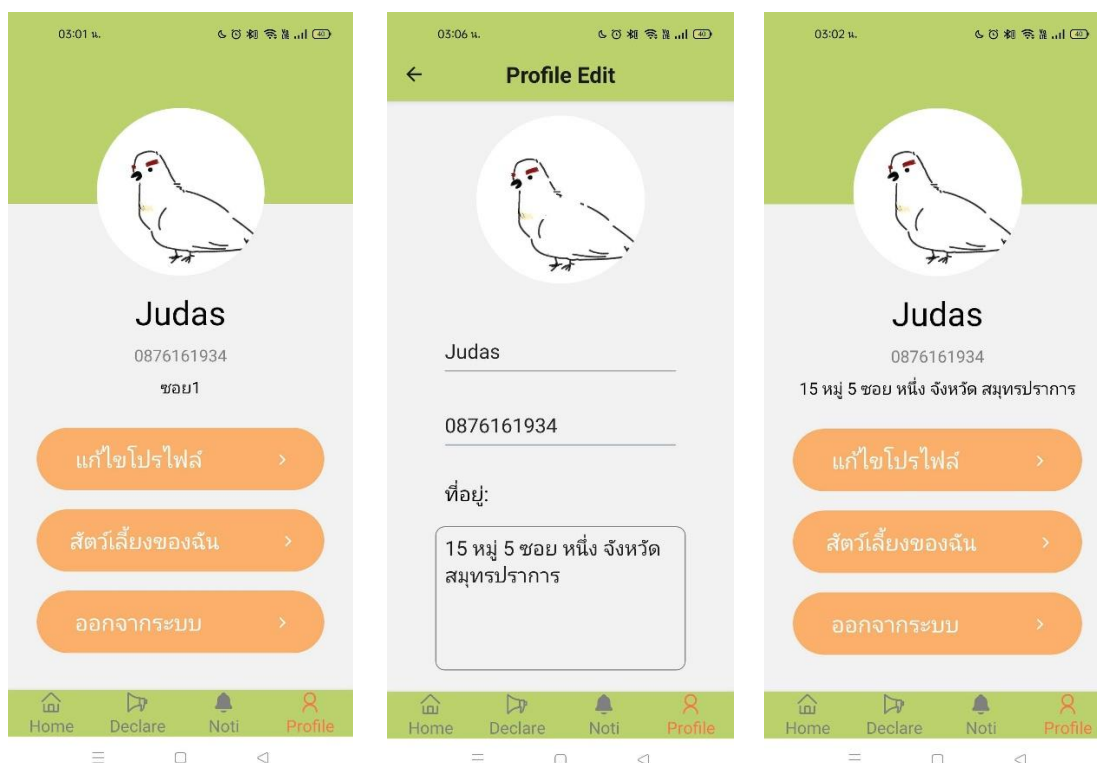 03:01 น.
40
Judas
0876161934
ซอย1
แก้ไขโปรไฟล์
สัตว์เลี้ยงของฉัน
ออกจากระบบ
Home Declare Noti Profile
03:06 น.
40
Profile Edit
Judas
0876161934
ที่อยู่:
15 หมู่ 5 ซอย หนึ่ง จังหวัด
สมุทรปราการ
Home Declare Noti Profile
03:02 น.
40
Judas
0876161934
15 หมู่ 5 ซอย หนึ่ง จังหวัด สมุทรปราการ
แก้ไขโปรไฟล์
สัตว์เลี้ยงของฉัน
ออกจากระบบ
Home Declare Noti Profile